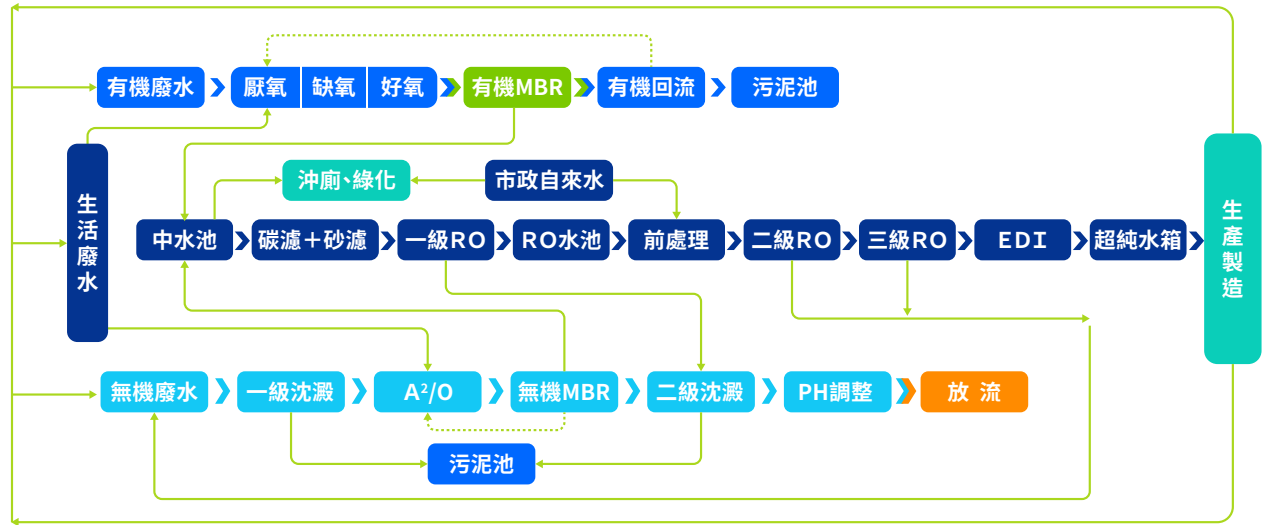 有機廢水
厭氧
缺氧
好氧
有機MBR
有機回流
污泥池
生活廢水
沖廁、綠化
市政自來水
生產製造
中水池
碳濾＋砂濾
一級RO
RO水池
前處理
二級RO
三級RO
EDI
超純水箱
無機廢水
一級沈澱
A²/O
無機MBR
二級沈澱
PH調整
放 流
污泥池